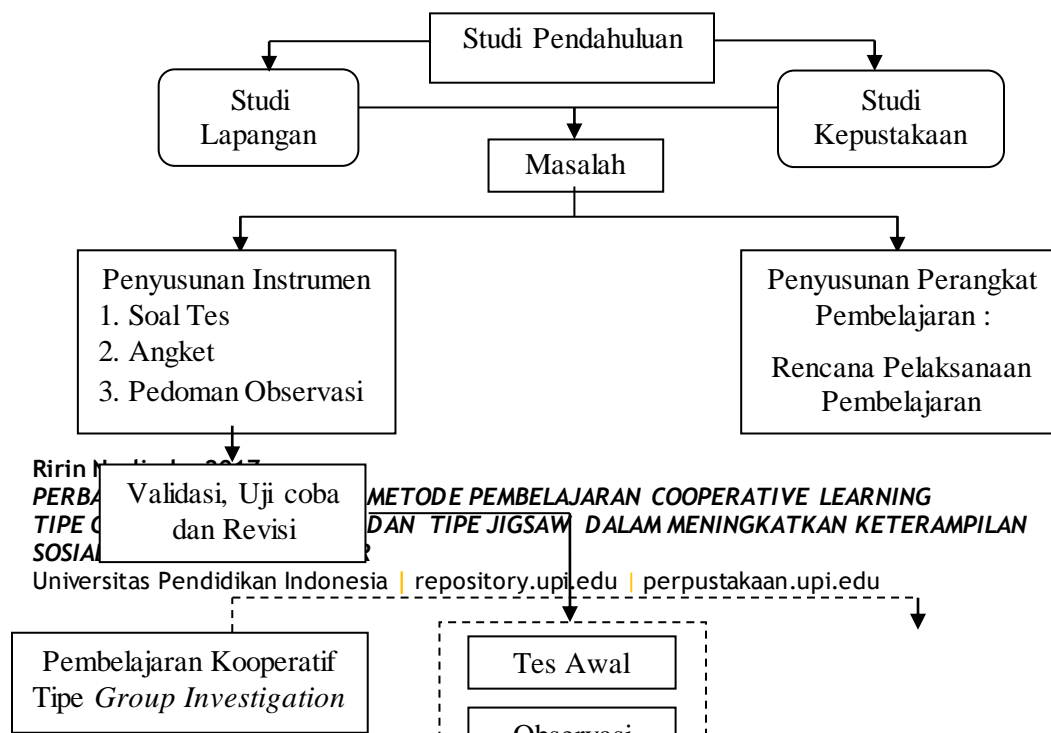 Studi Pendahuluan
Studi
Lapangan
Studi
Kepustakaan
Masalah
Penyusunan Instrumen
1. Soal Tes
2. Angket
3. Pedoman Observasi
Penyusunan Perangkat
Pembelajaran :
Rencana Pelaksanaan
Pembelajaran
Ririn
Validasi, Uji coba
dan Revisi
METODE PEMBELAJARAN COOPERATIVE LEARNING
TIPE DAN TIPE JIGSAW DALAM MENINGKATKAN KETERAMPILAN
Universitas Pendidikan Indonesia | repository.upi.edu | perpustakaan.upi.edu
Pembelajaran Kooperatif
Tipe Group Investigation
Tes Awal
Observasi